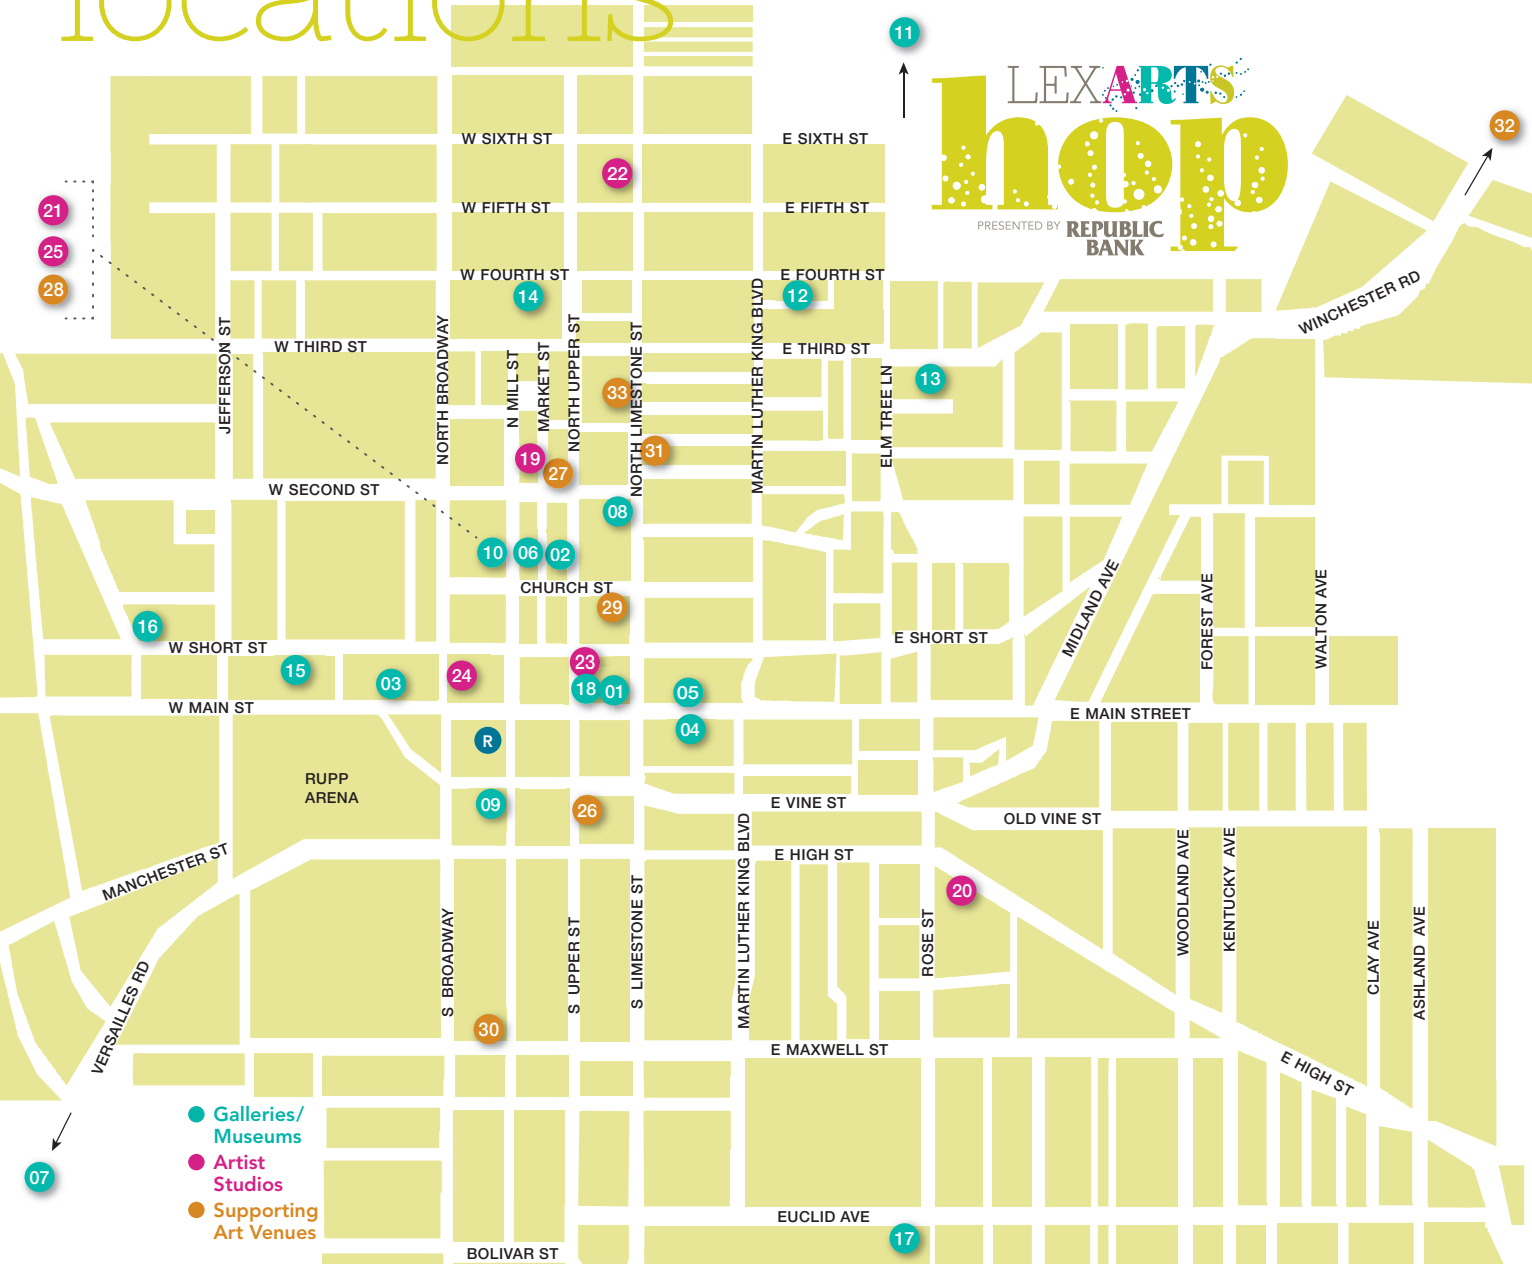 locations
11
LEXARTS
hop
PRESENTED BY REPUBLIC
BANK
32
W SIXTH ST
E SIXTH ST
22
21
25
28
W FIFTH ST
E FIFTH ST
W FOURTH ST
E FOURTH ST
14
12
WINCHESTER RD
W THIRD ST
E THIRD ST
JEFFERSON ST
NORTH BROADWAY
N MILL ST
MARKET ST
NORTH UPPER ST
NORTH LIMESTONE ST
MARTIN LUTHER KING BLVD
ELM TREE LN
13
33
31
19
27
W SECOND ST
08
10
06
02
CHURCH ST
29
MIDLAND AVE
FOREST AVE
WALTON AVE
16
W SHORT ST
E SHORT ST
15
03
24
23
18
01
05
04
W MAIN ST
E MAIN STREET
R
RUPP
ARENA
09
26
E VINE ST
OLD VINE ST
E HIGH ST
MANCHESTER ST
20
VERSAILLES RD
S BROADWAY
S UPPER ST
S LIMESTONE ST
MARTIN LUTHER KING BLVD
ROSE ST
WOODLAND AVE
KENTUCKY AVE
CLAY AVE
ASHLAND AVE
30
E MAXWELL ST
E HIGH ST
07
Galleries/
Museums
Artist
Studios
Supporting
Art Venues
EUCLID AVE
17
BOLIVAR ST